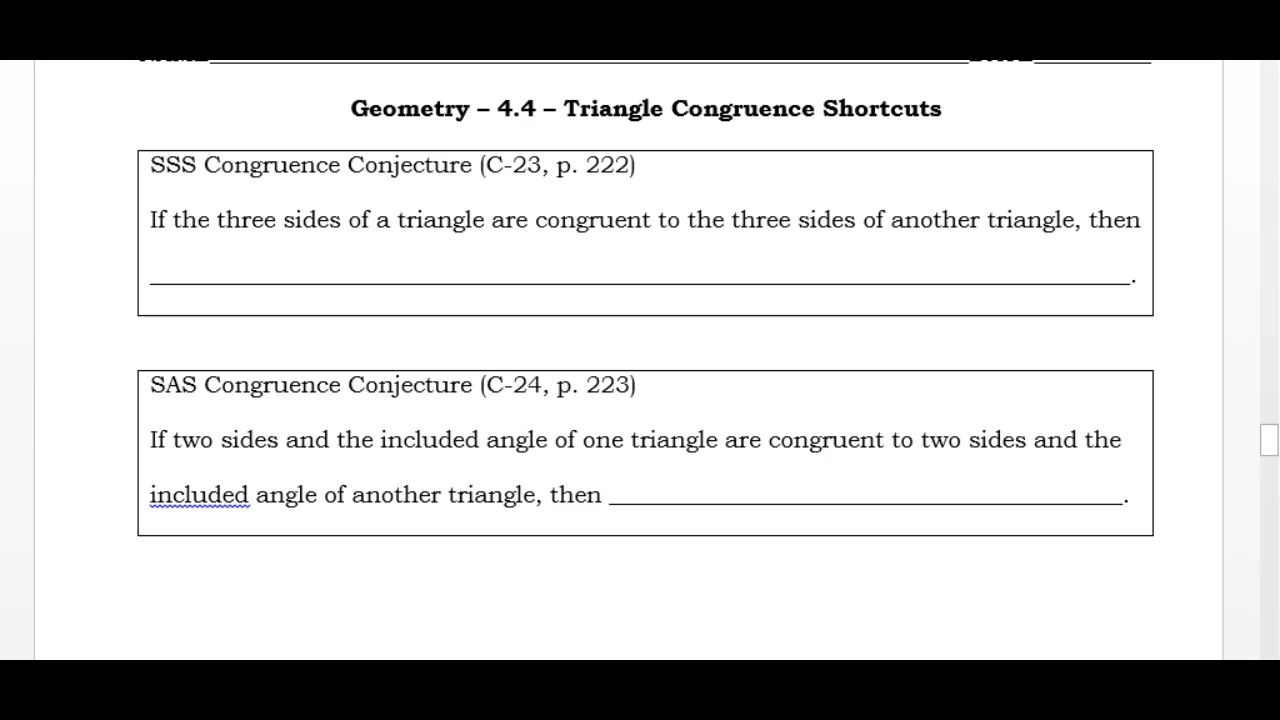 Geometry – 4.4 – Triangle Congruence Shortcuts
SSS Congruence Conjecture (C-23, p. 222)
If the three sides of a triangle are congruent to the three sides of another triangle, then
______________________________.
SAS Congruence Conjecture (C-24, p. 223)
If two sides and the included angle of one triangle are congruent to two sides and the
included angle of another triangle, then ______________________________.